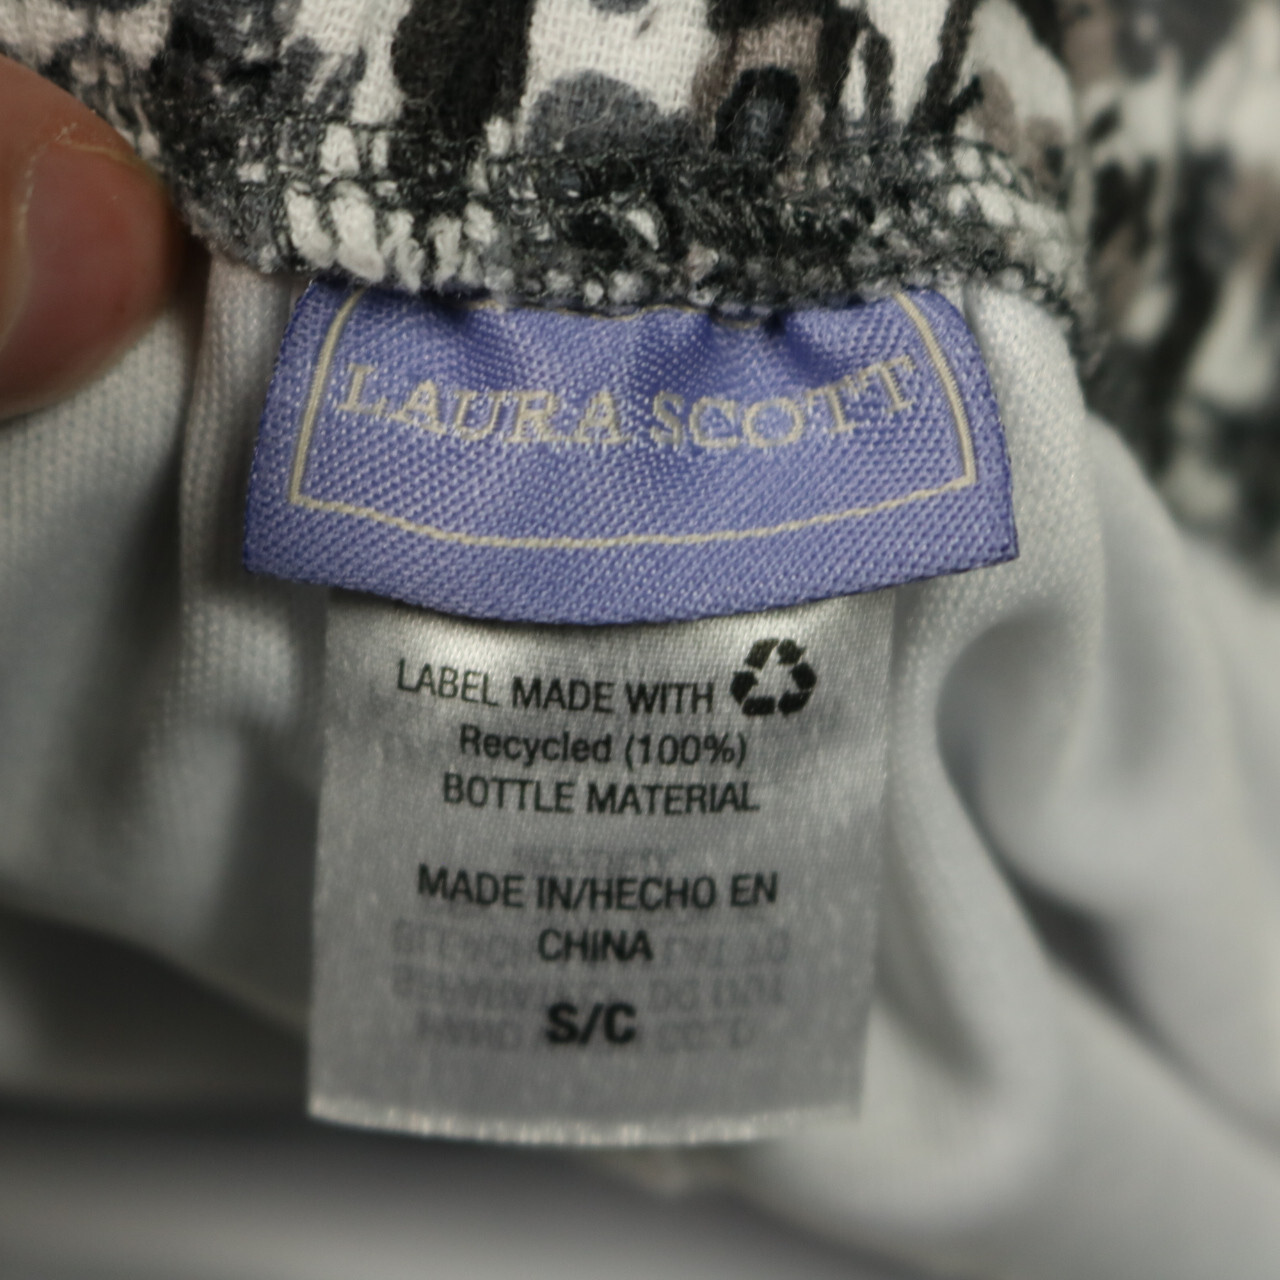 LAURA SCOTT
LABEL MADE WITH
Recycled (100%)
BOTTLE MATERIAL
MADE IN/HECHO EN
CHINA
S/C